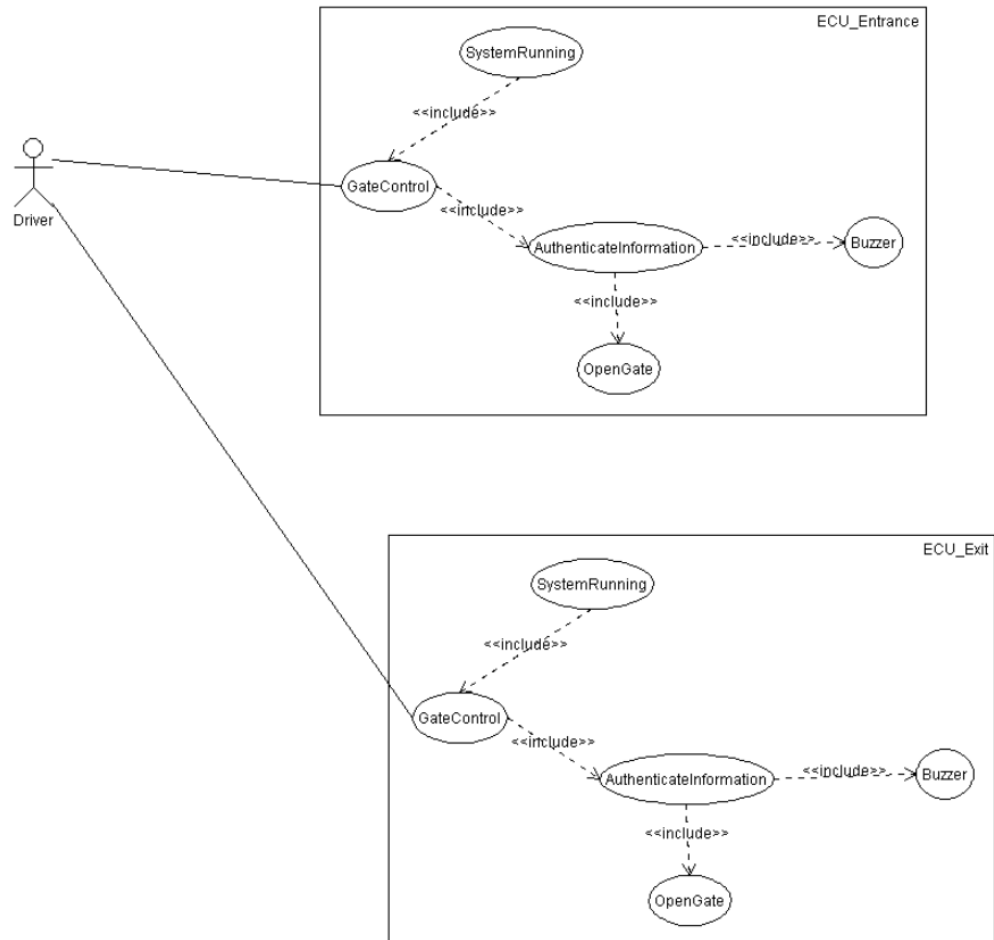 ECU_Entrance
SystemRunning
<<include>>
GateControl
<<include>>
Driver
AuthenticateInformation
<<include>>
Buzzer
<<include>>
OpenGate
ECU_Exit
SystemRunning
<<include>>
GateControl
<<include>>
AuthenticateInformation
<<include>>
Buzzer
<<include>>
OpenGate